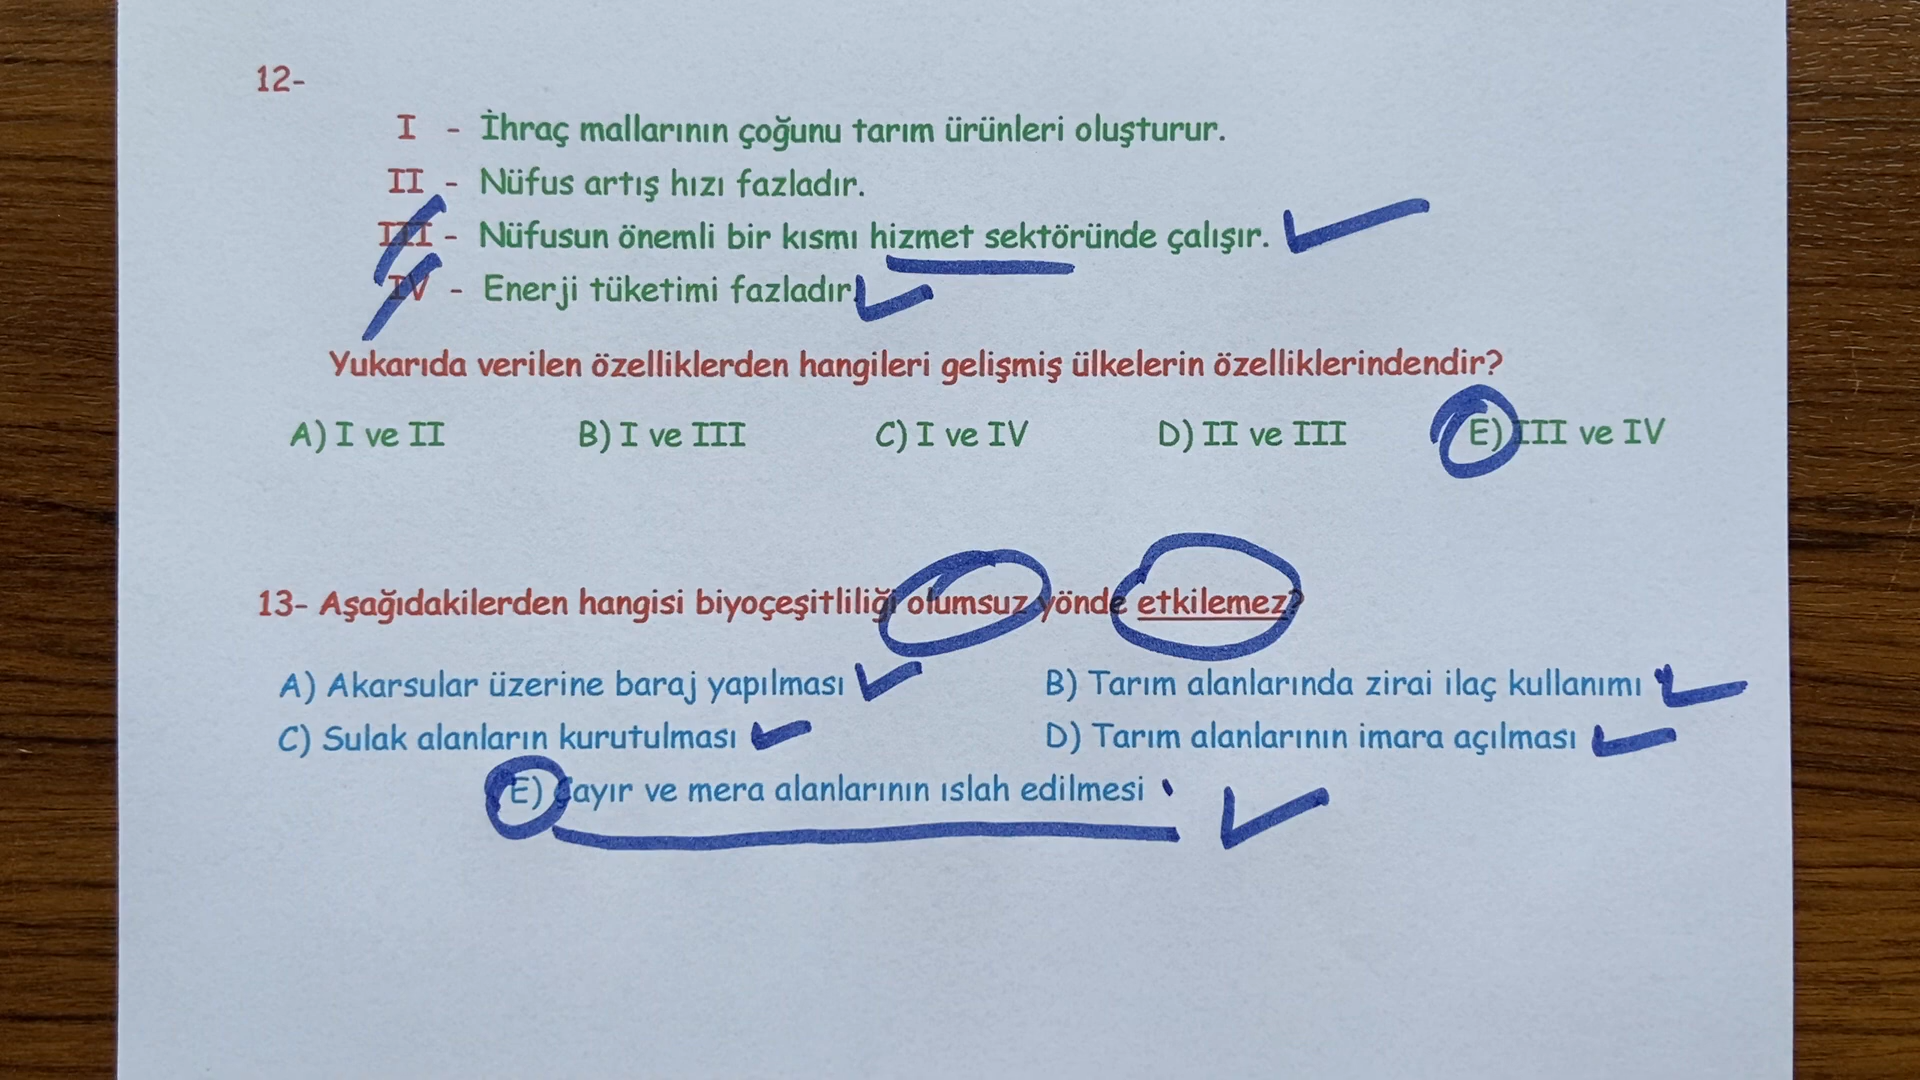 12-
I - İhraç mallarının çoğunu tarım ürünleri oluşturur.
II - Nüfus artış hızı fazladır.
III - Nüfusun önemli bir kısmı hizmet sektöründe çalışır.
IV - Enerji tüketimi fazladır
Yukarıda verilen özelliklerden hangileri gelişmiş ülkelerin özelliklerindendir?
A) I ve II B) I ve III C) I ve IV D) II ve III E) III ve IV
13- Aşağıdakilerden hangisi biyoçeşitliliği olumsuz yönde etkilemez?
A) Akarsular üzerine baraj yapılması B) Tarım alanlarında zirai ilaç kullanımı
C) Sulak alanların kurutulması D) Tarım alanlarının imara açılması
E) Çayır ve mera alanlarının ıslah edilmesi